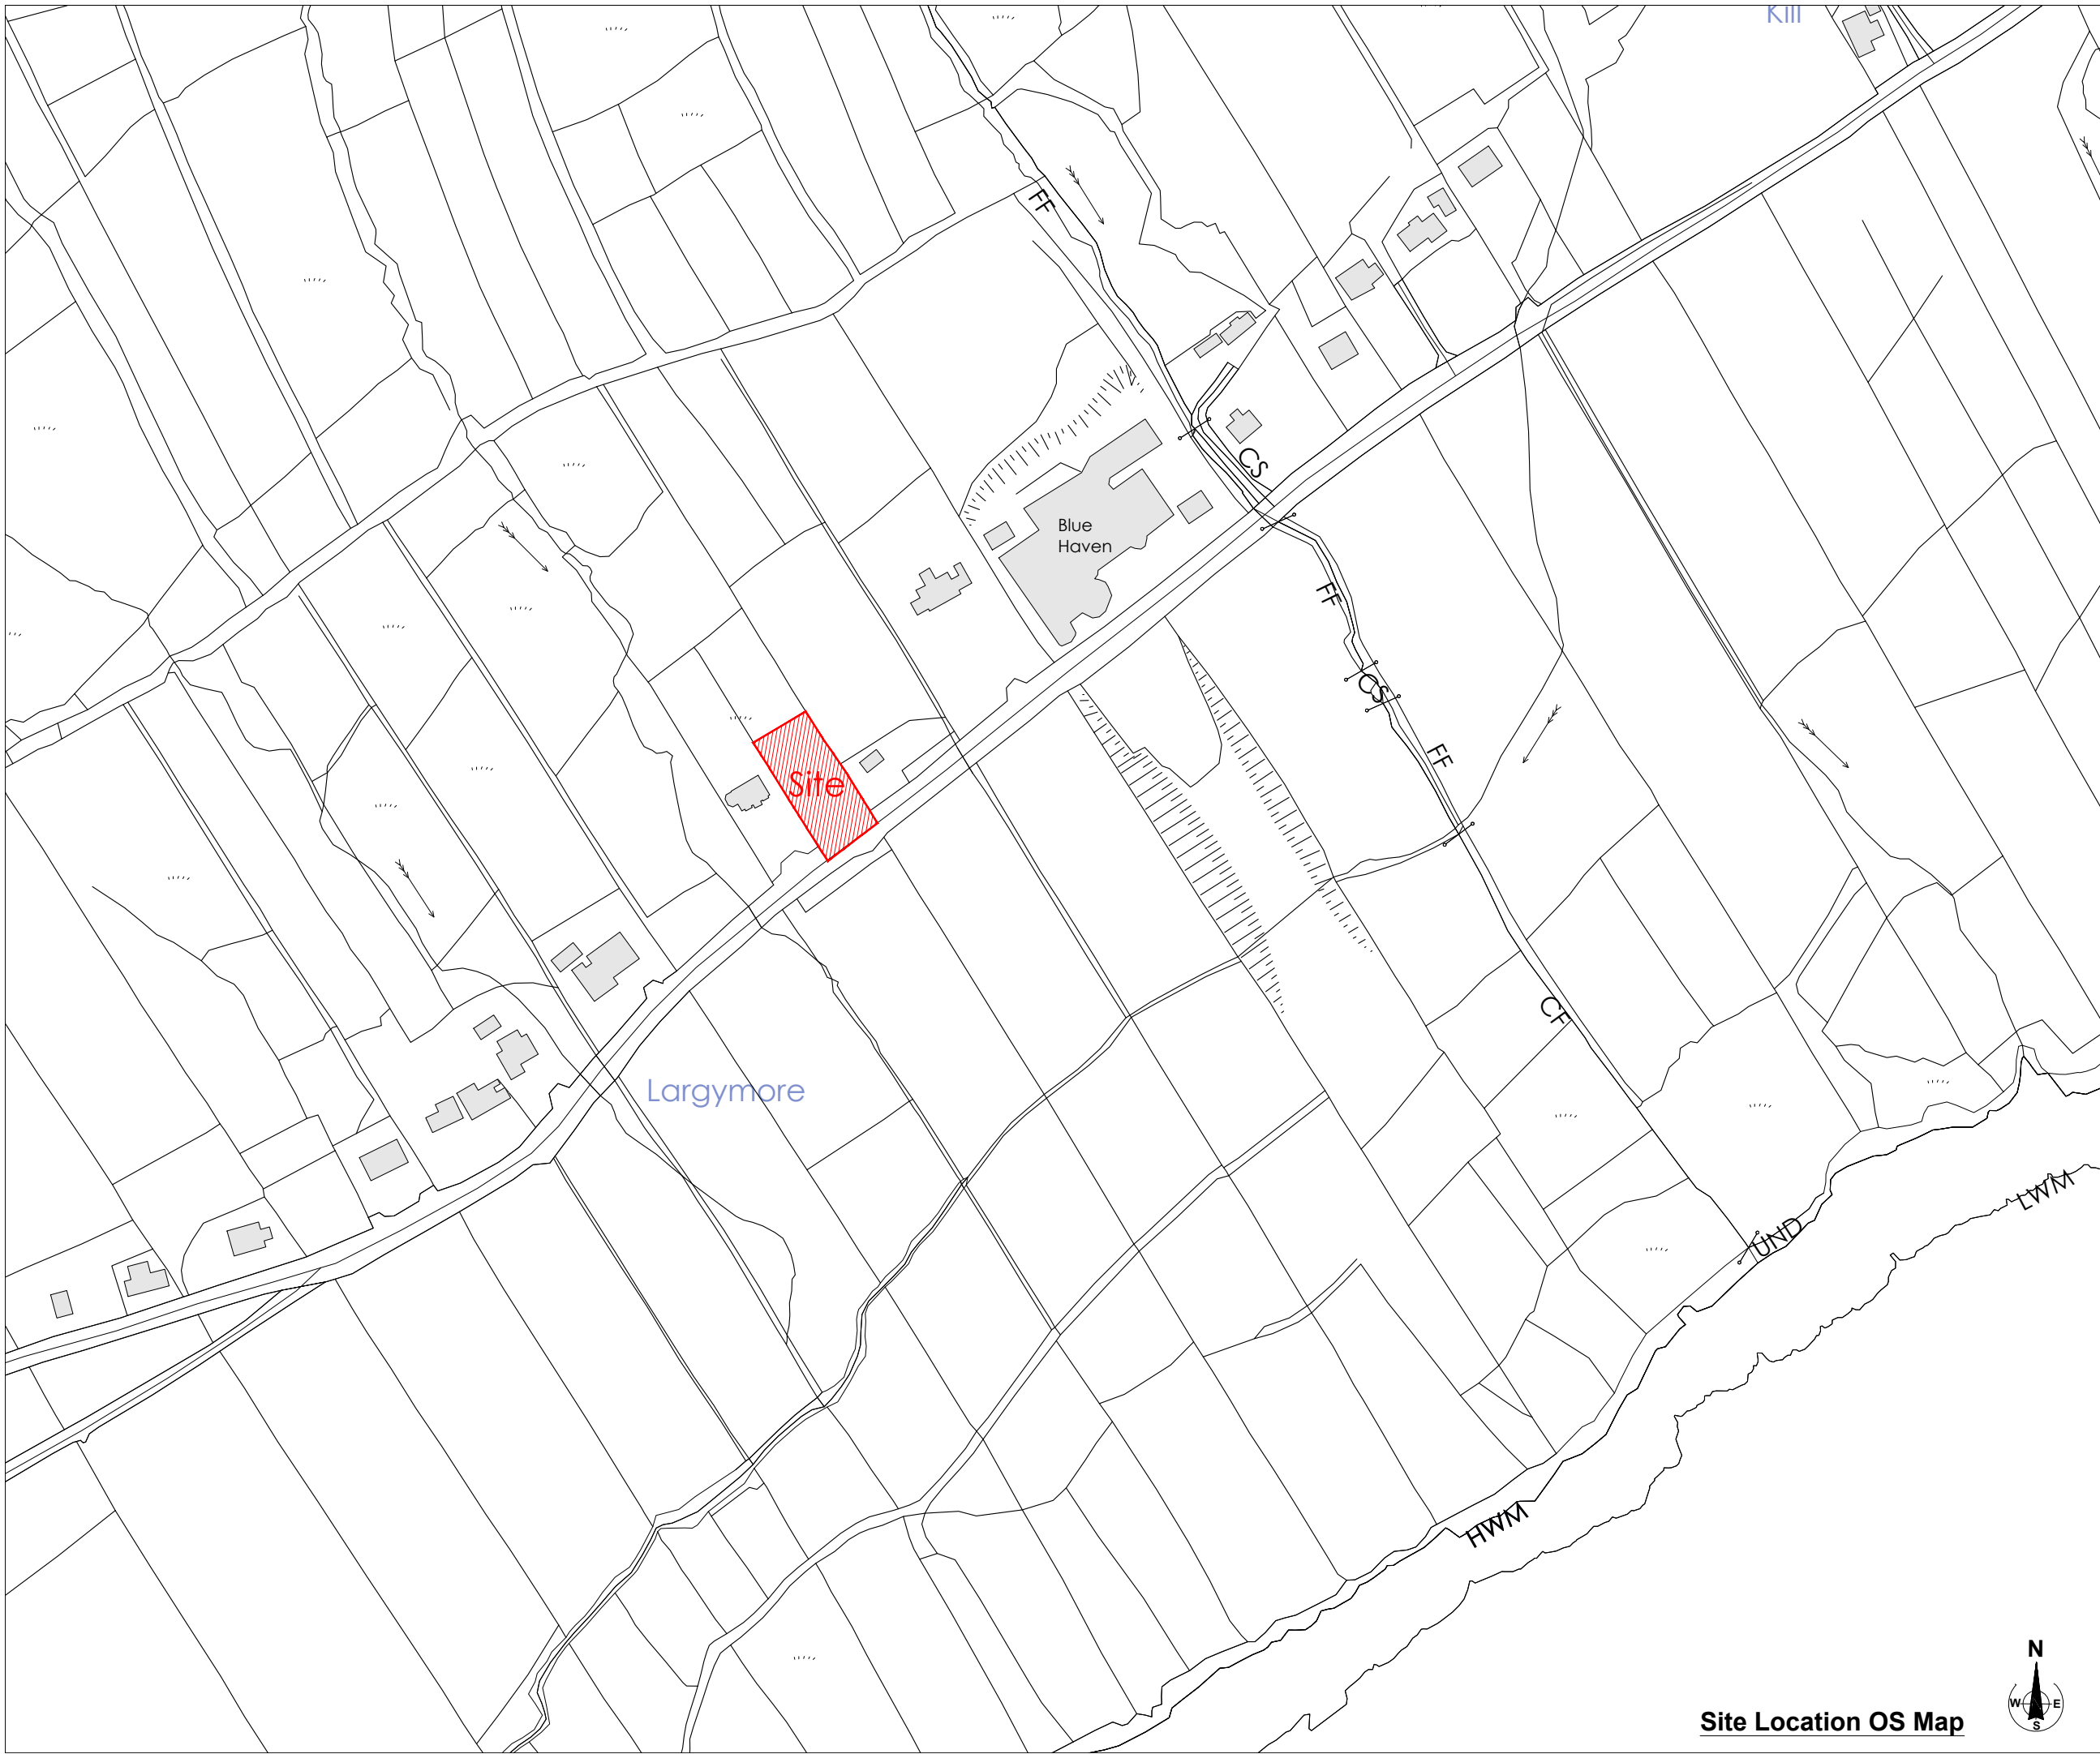 Kill
FF
CS
Blue
Haven
FF
CS
FF
Site
CF
Largymore
LWM
UND
HWM
N
W E
S
Site Location OS Map